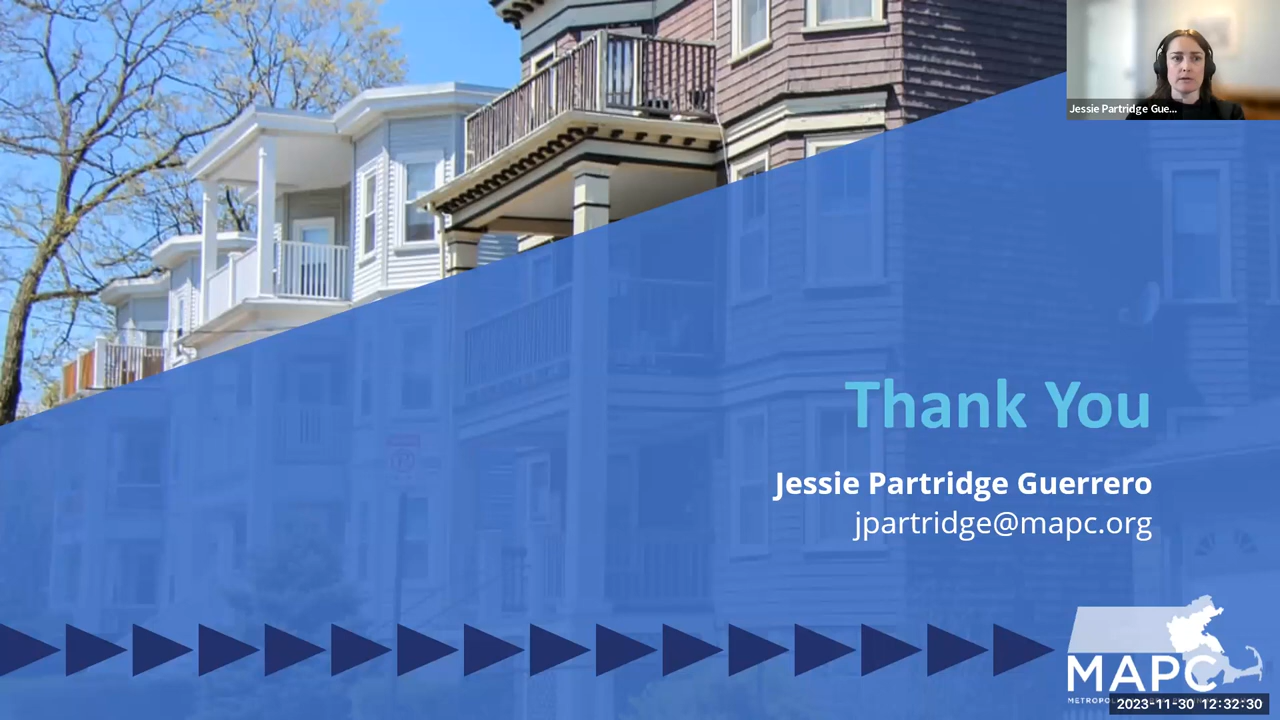 Jessie Partridge Gue...
Thank You
Jessie Partridge Guerrero
jpartridge@mapc.org
MAPC
2023-11-30 12:32:30